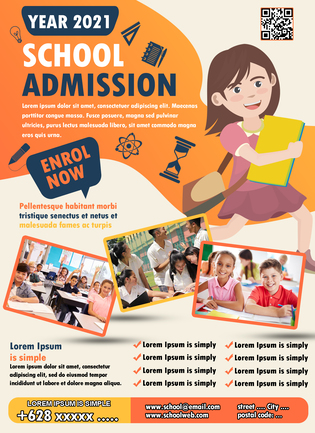 YEAR 2021
SCHOOL
ADMISSION
Lorem ipsum dolor sit amet, consectetuer adipiscing elit. Maecenas
porttitor congue massa. Fusce posuere, magna sed pulvinar
ultricies, purus lectus malesuada libero, sit amet commodo magna
eros quis urna.
ENROL
NOW
Pellentesque habitant morbi
tristique senectus et netus et
malesuada fames ac turpis
Lorem Ipsum
is simple
Lorem ipsum dolor sit amet, consectetur
adipiscing elit, sed do eiusmod tempor
incididunt ut labore et dolore magna aliqua.
Lorem Ipsum is simply
Lorem Ipsum is simply
Lorem Ipsum is simply
Lorem Ipsum is simply
Lorem Ipsum is simply
Lorem Ipsum is simply
Lorem Ipsum is simply
Lorem Ipsum is simply
LOREM IPSUM IS SIMPLE
+628 xxxxx .....
www.school@email.com
www.schoolweb.com
street .... City ....
postal code: ....